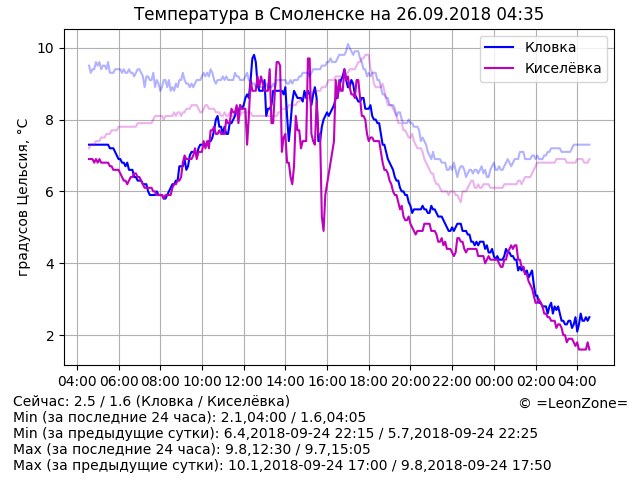 Температура в Смоленске на 26.09.2018 04:35
Кловка
Киселёвка
градусов Цельсия, °C
10
8
6
4
2
04:00 06:00 08:00 10:00 12:00 14:00 16:00 18:00 20:00 22:00 00:00 02:00 04:00
Сейчас: 2.5 / 1.6 (Кловка / Киселёвка)
© =LeonZone=
Min (за последние 24 часа): 2.1,04:00 / 1.6,04:05
Min (за предыдущие сутки): 6.4,2018-09-24 22:15 / 5.7,2018-09-24 22:25
Max (за последние 24 часа): 9.8,12:30 / 9.7,15:05
Max (за предыдущие сутки): 10.1,2018-09-24 17:00 / 9.8,2018-09-24 17:50